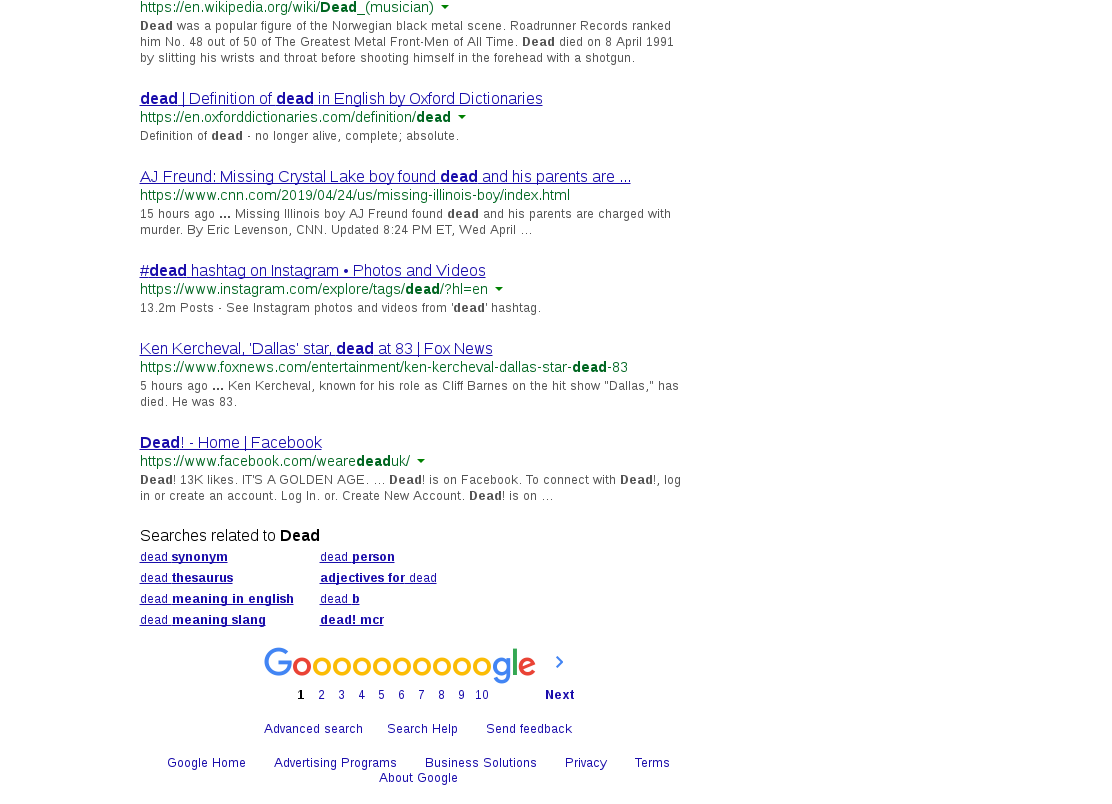 https://en.wikipedia.org/wiki/Dead_(musician)
Dead was a popular figure of the Norwegian black metal scene. Roadrunner Records ranked
him No. 48 out of 50 of The Greatest Metal Front-Men of All Time. Dead died on 8 April 1991
by slitting his wrists and throat before shooting himself in the forehead with a shotgun.
dead | Definition of dead in English by Oxford Dictionaries
https://en.oxforddictionaries.com/definition/dead
Definition of dead - no longer alive, complete; absolute.
AJ Freund: Missing Crystal Lake boy found dead and his parents are ...
https://www.cnn.com/2019/04/24/us/missing-illinois-boy/index.html
15 hours ago ... Missing Illinois boy AJ Freund found dead and his parents are charged with
murder. By Eric Levenson, CNN. Updated 8:24 PM ET, Wed April ...
#dead hashtag on Instagram • Photos and Videos
https://www.instagram.com/explore/tags/dead/?hl=en
13.2m Posts - See Instagram photos and videos from 'dead' hashtag.
Ken Kercheval, 'Dallas' star, dead at 83 | Fox News
https://www.foxnews.com/entertainment/ken-kercheval-dallas-star-dead-83
5 hours ago ... Ken Kercheval, known for his role as Cliff Barnes on the hit show "Dallas," has
died. He was 83.
Dead! - Home | Facebook
https://www.facebook.com/wearedeaduk/
Dead! 13K likes. IT'S A GOLDEN AGE. ... Dead! is on Facebook. To connect with Dead!, log
in or create an account. Log In. or. Create New Account. Dead! is on ...
Searches related to Dead
dead synonym dead person
dead thesaurus adjectives for dead
dead meaning in english dead b
dead meaning slang dead! mcr
Goooooooooogle >
1 2 3 4 5 6 7 8 9 10 Next
Advanced search Search Help Send feedback
Google Home Advertising Programs Business Solutions Privacy Terms
About Google